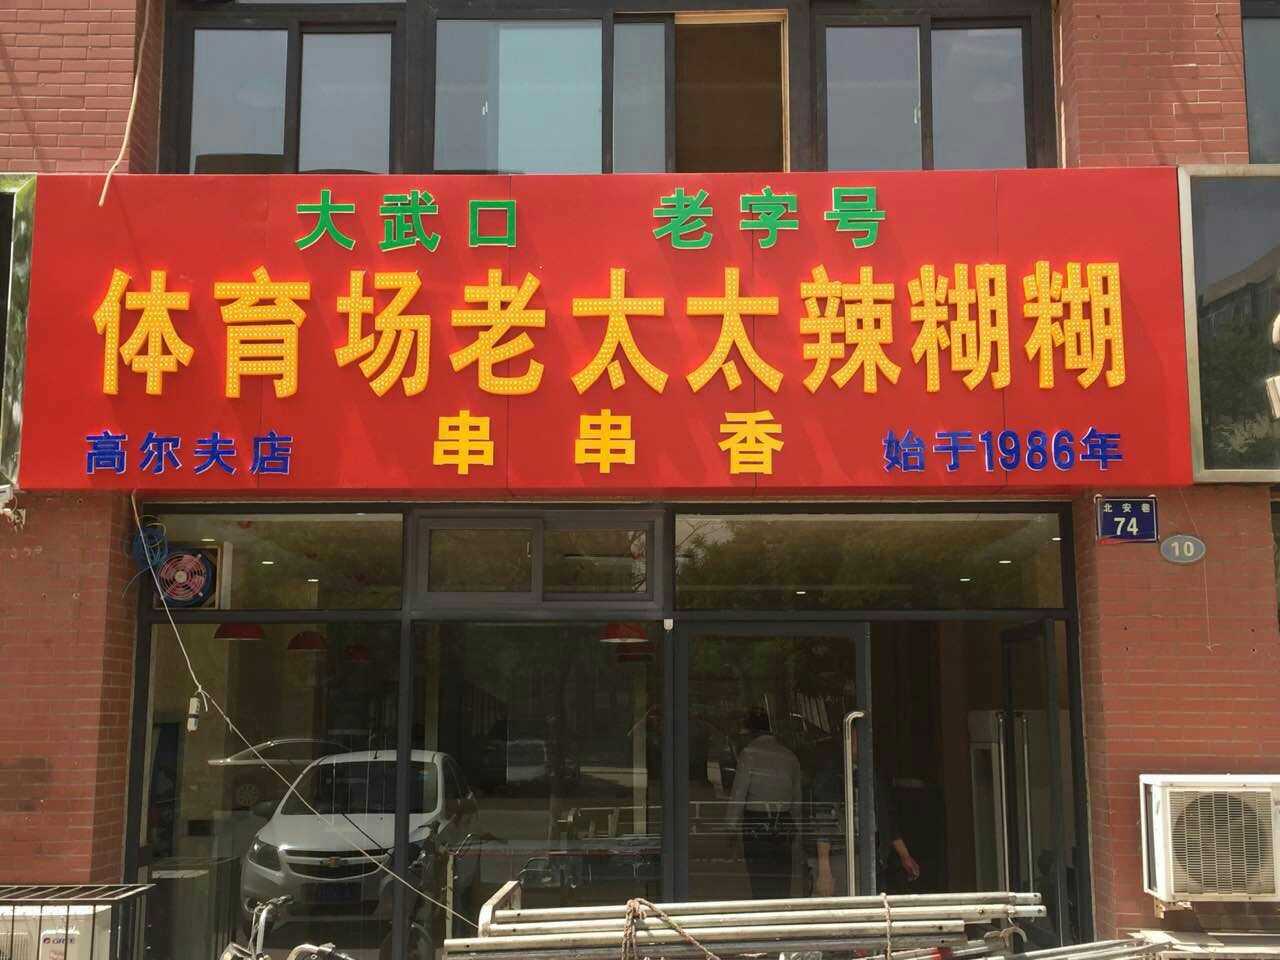 大武口 老字号
体育场老太太辣糊糊
高尔夫店 串串香 始于1986年
北安巷
74
10
GREE